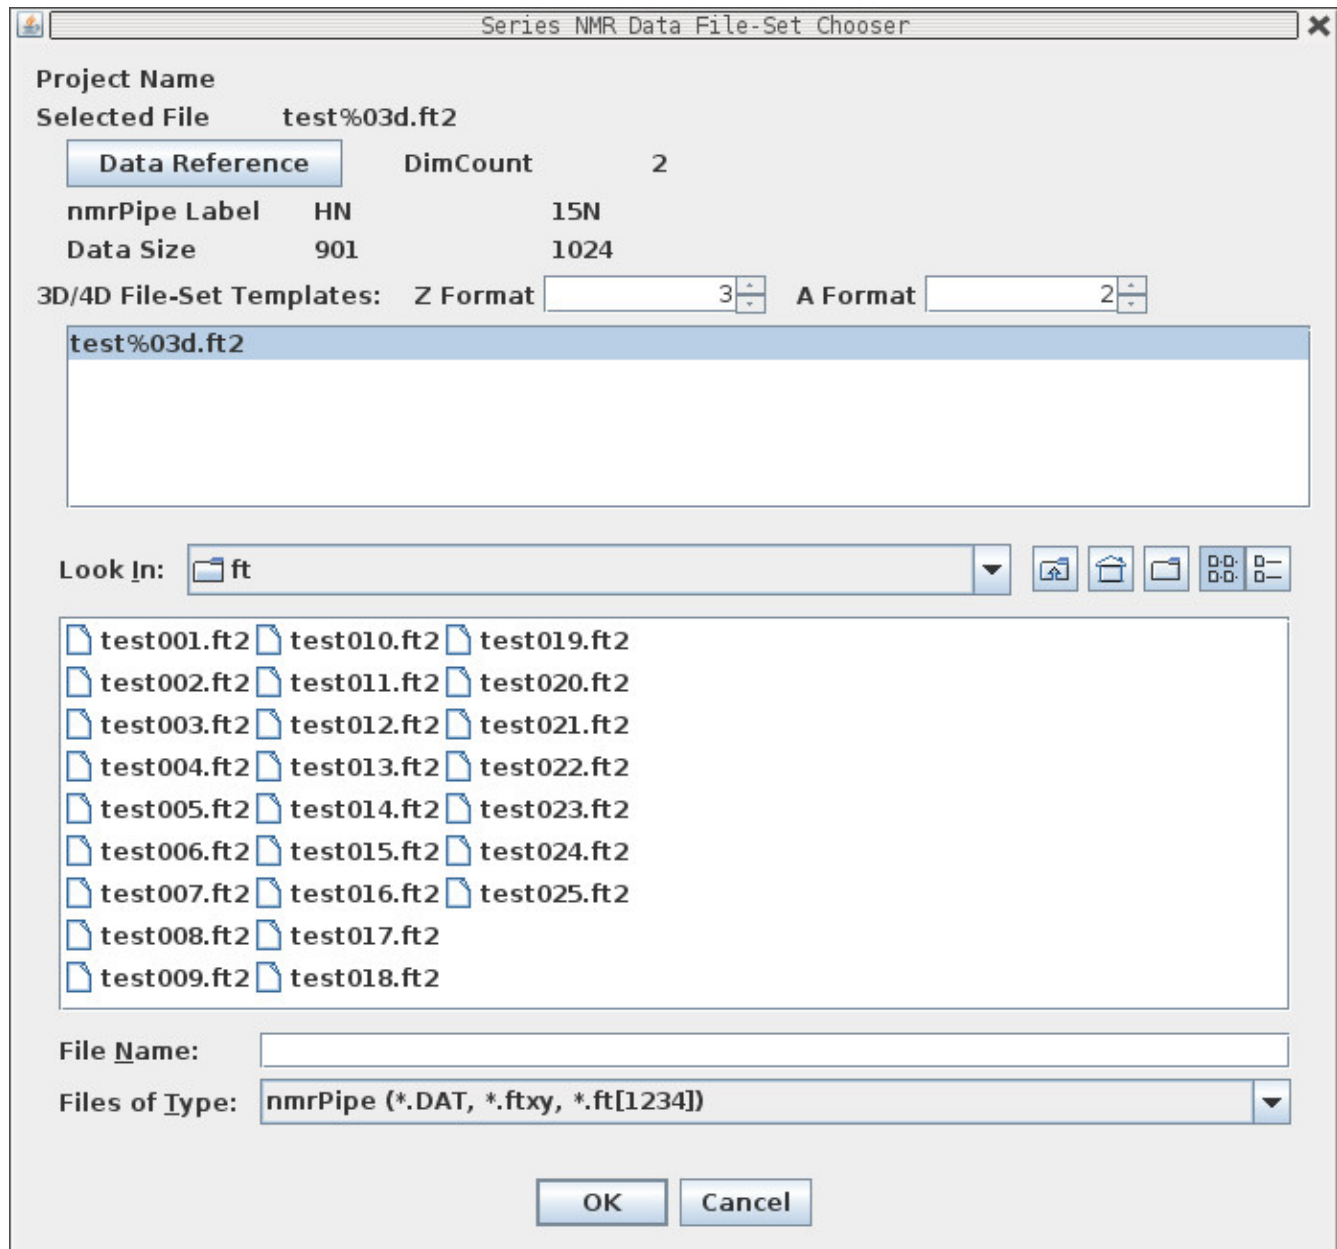 Series NMR Data File-Set Chooser
Project Name
Selected File test%03d.ft2
Data Reference DimCount 2
nmrPipe Label HN 15N
Data Size 901 1024
3D/4D File-Set Templates: Z Format 3 A Format 2
test%03d.ft2
Look In: ft
test001.ft2 test010.ft2 test019.ft2
test002.ft2 test011.ft2 test020.ft2
test003.ft2 test012.ft2 test021.ft2
test004.ft2 test013.ft2 test022.ft2
test005.ft2 test014.ft2 test023.ft2
test006.ft2 test015.ft2 test024.ft2
test007.ft2 test016.ft2 test025.ft2
test008.ft2 test017.ft2
test009.ft2 test018.ft2
File Name:
Files of Type: nmrPipe (*.DAT, *.ftxy, *.ft[1234])
OK Cancel